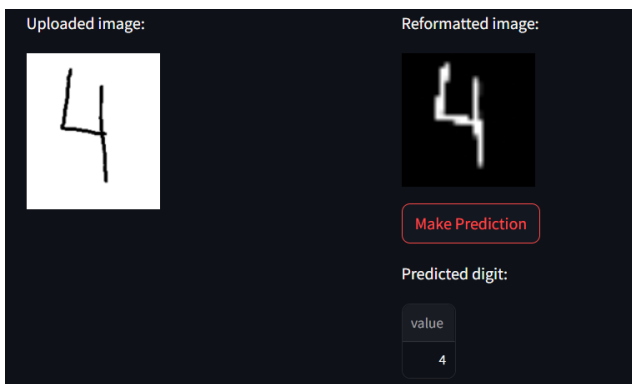 Uploaded image:
4
Reformatted image:
4
Make Prediction
Predicted digit:
value
4